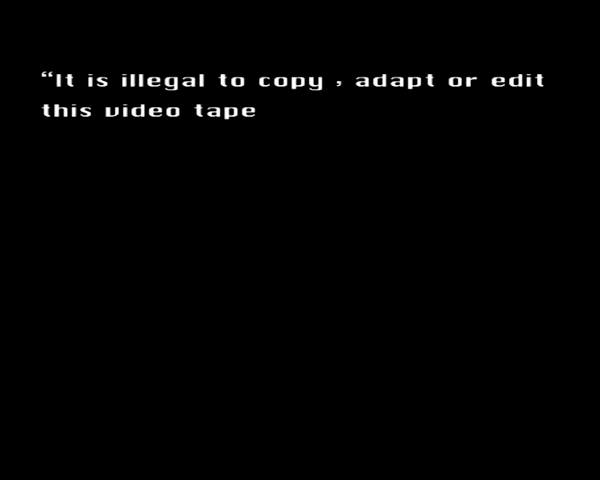 “It is illegal to copy , adapt or edit
this video tape